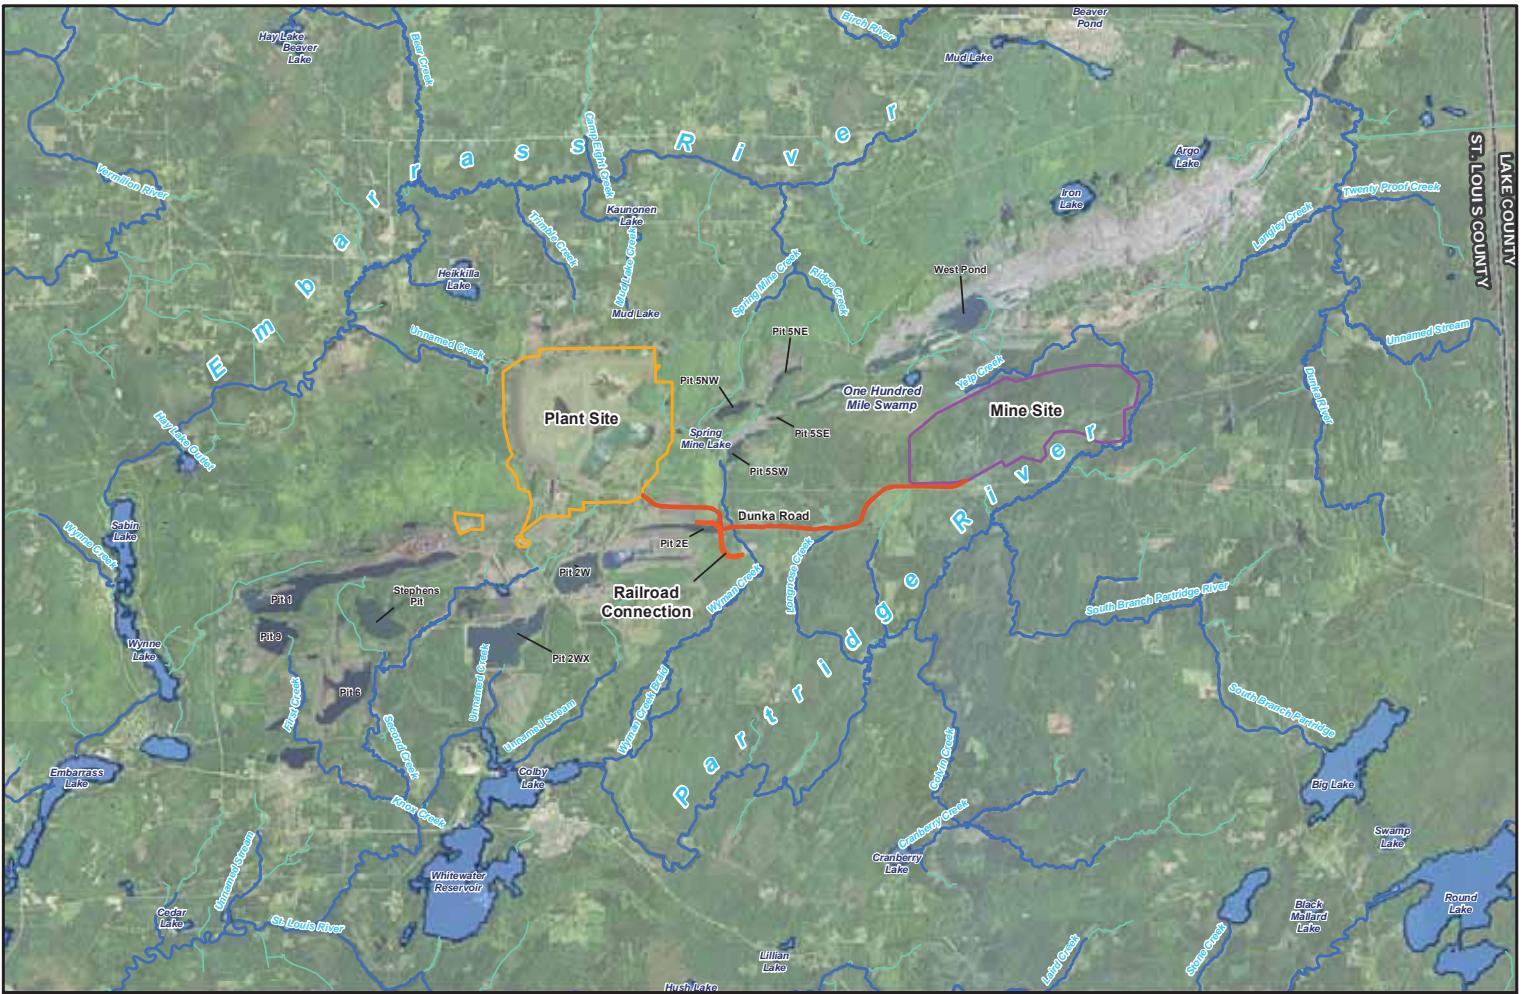 Hay Lake
Beaver
Lake
Bear Creek
Birch River
Beaver
Pond
Mud Lake
Vermilion River
Camp Eight Creek
Embarrass River
Argo
Lake
Iron
Lake
Twenty Proof Creek
Langley Creek
LAKE COUNTY
ST. LOUIS COUNTY
Kaunonen
Lake
Trimble Creek
Mud Lake Creek
Mud Lake
Heikkilla
Lake
Spring Mine Creek
Ridge Creek
West Pond
Unnamed Creek
Unnamed Stream
Dunka River
Pit 5NE
Pit 5NW
One Hundred
Mile Swamp
Yelp Creek
Mine Site
Plant Site
Spring
Mine Lake
Pit 5SE
Pit 5SW
Hay Lake Outlet
Sabin
Lake
Wynne Creek
Dunka Road
Pit 2E
Pit 2W
Railroad
Connection
Wyman Creek
Longnose Creek
Partridge River
South Branch Partridge River
Pit 1
Stephens
Pit
Pit 9
Wynne
Lake
Pit 2WX
Pit 6
First Creek
Second Creek
Unnamed Creek
Unnamed Stream
Wyman Creek Braid
Colvin Creek
South Branch Partridge
Big Lake
Embarrass
Lake
Colby
Lake
Knox Creek
Cranberry Creek
Cranberry
Lake
Swamp
Lake
Unnamed Stream
Whitewater
Reservoir
Cedar
Lake
St. Louis River
Black
Mallard
Lake
Round
Lake
Lillian
Lake
Laird Creek
Stone Creek
Hush Lake